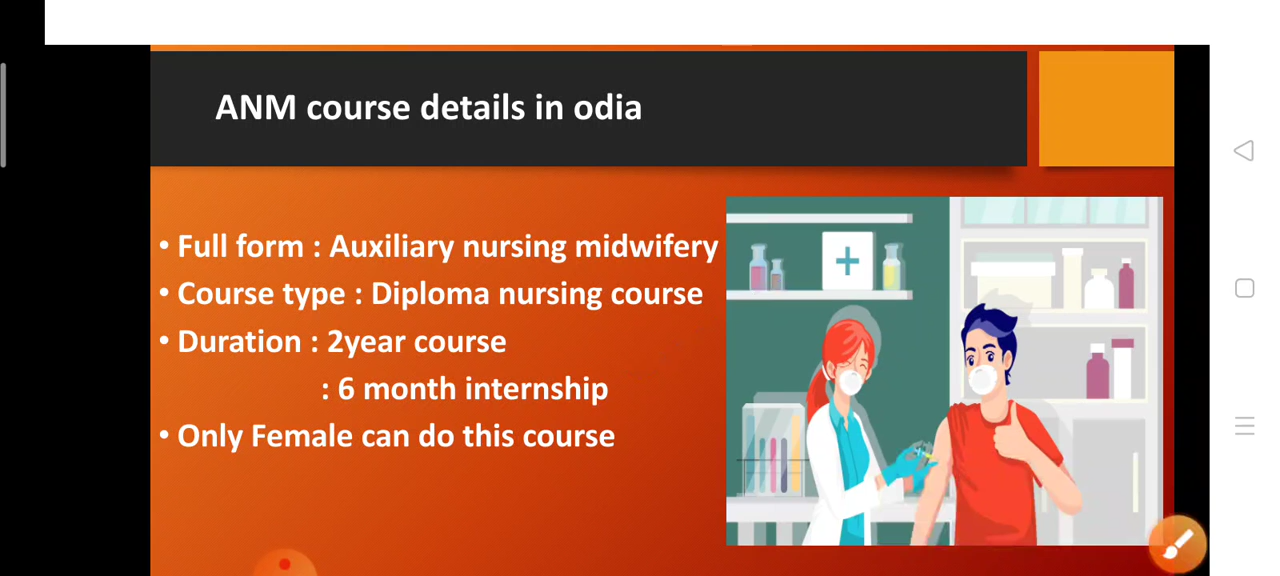 ANM course details in odia
• Full form : Auxiliary nursing midwifery
• Course type : Diploma nursing course
• Duration : 2year course
: 6 month internship
• Only Female can do this course